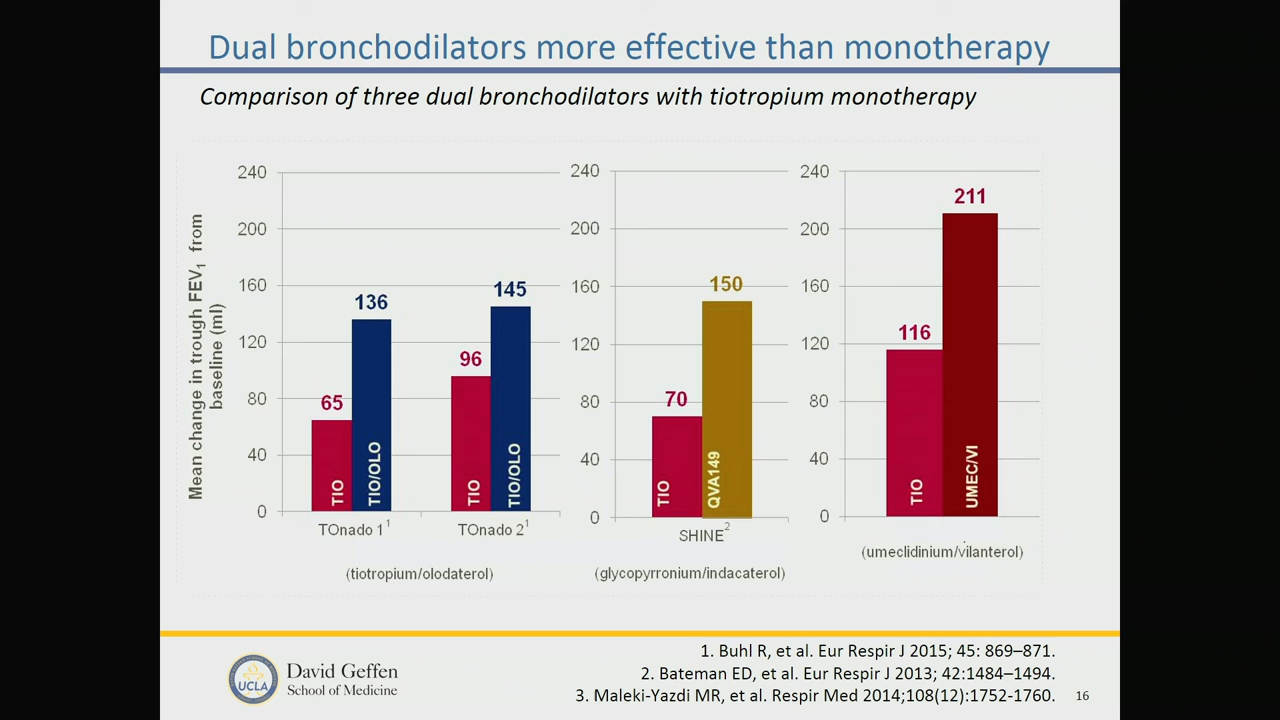 Dual bronchodilators more effective than monotherapy
Comparison of three dual bronchodilators with tiotropium monotherapy
Mean change in trough FEV1 from
baseline (ml)
240
200
160
120
80
40
0
65
136
96
145
TIO
TIO/OLO
TIO
TIO/OLO
TOnado 1¹
TOnado 2¹
(tiotropium/olodaterol)
240
200
160
120
80
40
0
70
150
TIO
QVA149
SHINE²
(glycopyrronium/indacaterol)
240
200
160
120
80
40
0
116
211
TIO
UMEC/VI
(umeclidinium/vilanterol)
UCLA
David Geffen
School of Medicine
1. Buhl R, et al. Eur Respir J 2015; 45: 869–871.
2. Bateman ED, et al. Eur Respir J 2013; 42:1484–1494.
3. Maleki-Yazdi MR, et al. Respir Med 2014;108(12):1752-1760.
16